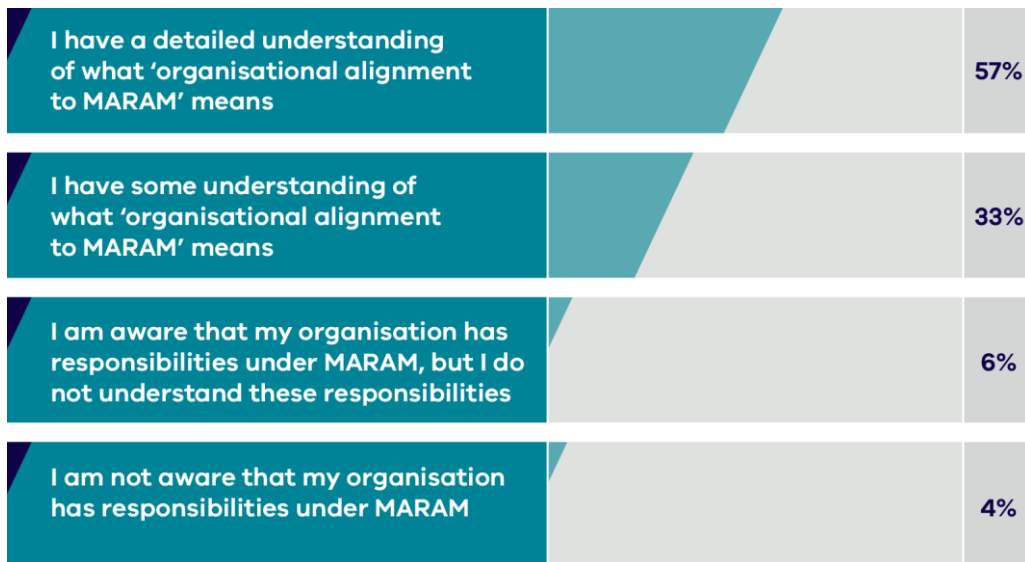 I have a detailed understanding
of what ‘organisational alignment
to MARAM’ means
57%
I have some understanding of
what ‘organisational alignment
to MARAM’ means
33%
I am aware that my organisation has
responsibilities under MARAM, but I do
not understand these responsibilities
6%
I am not aware that my organisation
has responsibilities under MARAM
4%